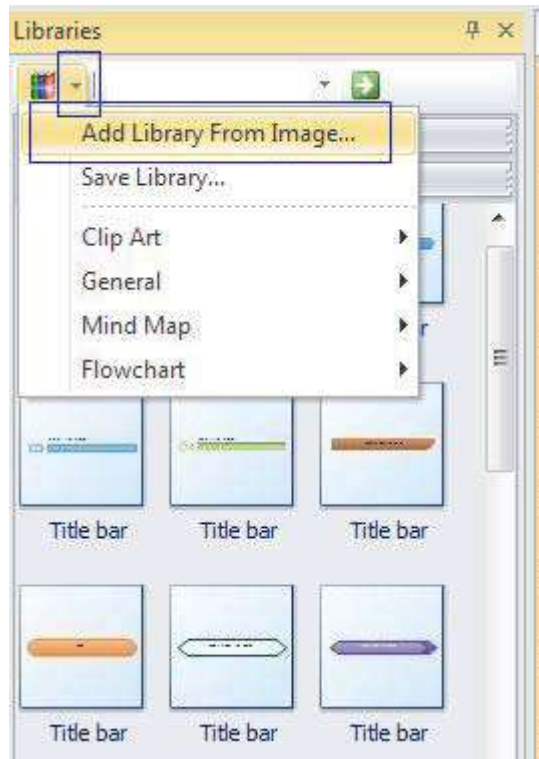 Libraries
Add Library From Image...
Save Library...
Clip Art
General
Mind Map
Flowchart
Title bar Title bar Title bar
Title bar Title bar Title bar